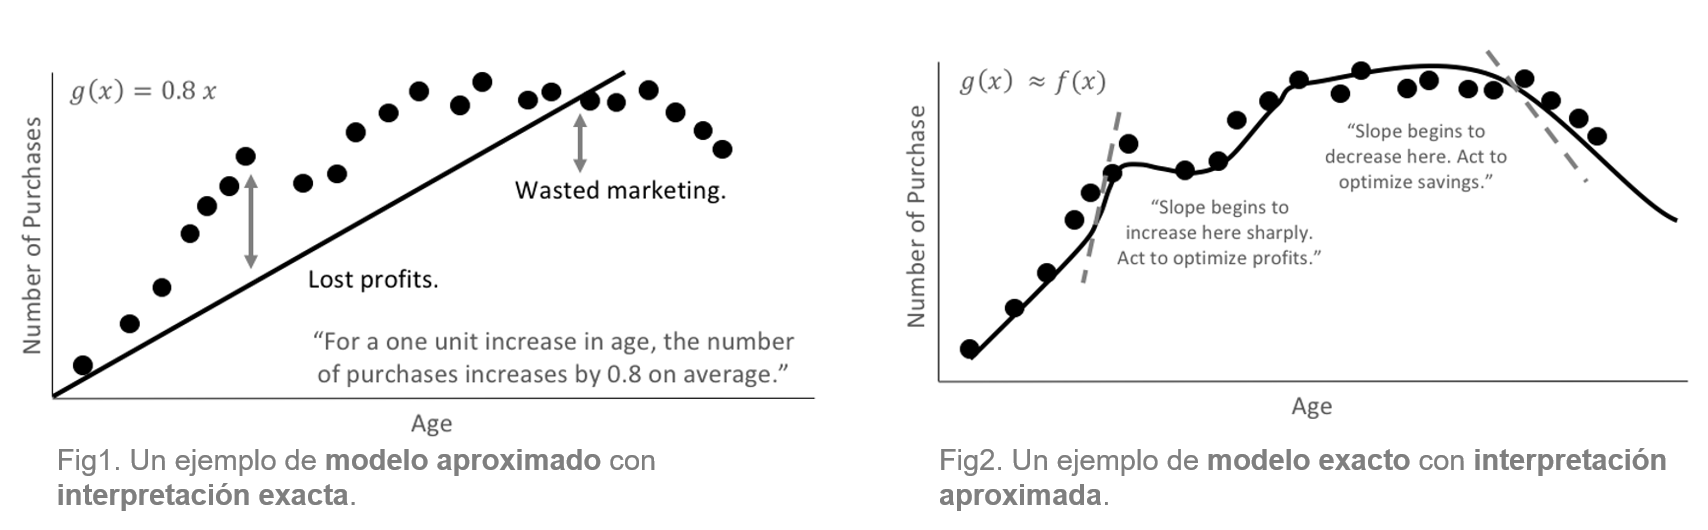 g(x) = 0.8 x
Number of Purchases
Wasted marketing.
Lost profits.
“For a one unit increase in age, the number
of purchases increases by 0.8 on average.”
Age
Fig1. Un ejemplo de modelo aproximado con
interpretación exacta.
g(x) ≈ f(x)
Number of Purchase
“Slope begins to
decrease here. Act to
optimize savings.”
“Slope begins to
increase here sharply.
Act to optimize profits.”
Age
Fig2. Un ejemplo de modelo exacto con interpretación
aproximada.